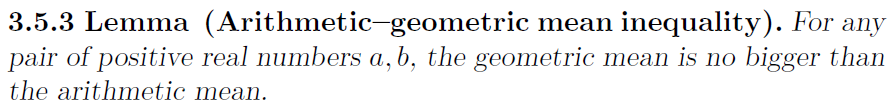 3.5.3 Lemma (Arithmetic–geometric mean inequality). For any
pair of positive real numbers a, b, the geometric mean is no bigger than
the arithmetic mean.